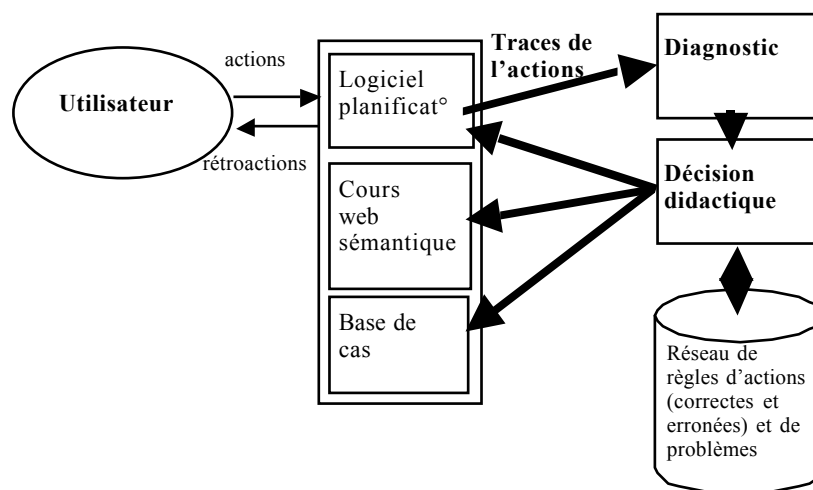 actions
Utilisateur
rétroactions
Logiciel
planificat°
Cours
web
sémantique
Base de
cas
Traces de
l'actions
Diagnostic
Décision
didactique
Réseau de
règles d'actions
(correctes et
erronées) et de
problèmes